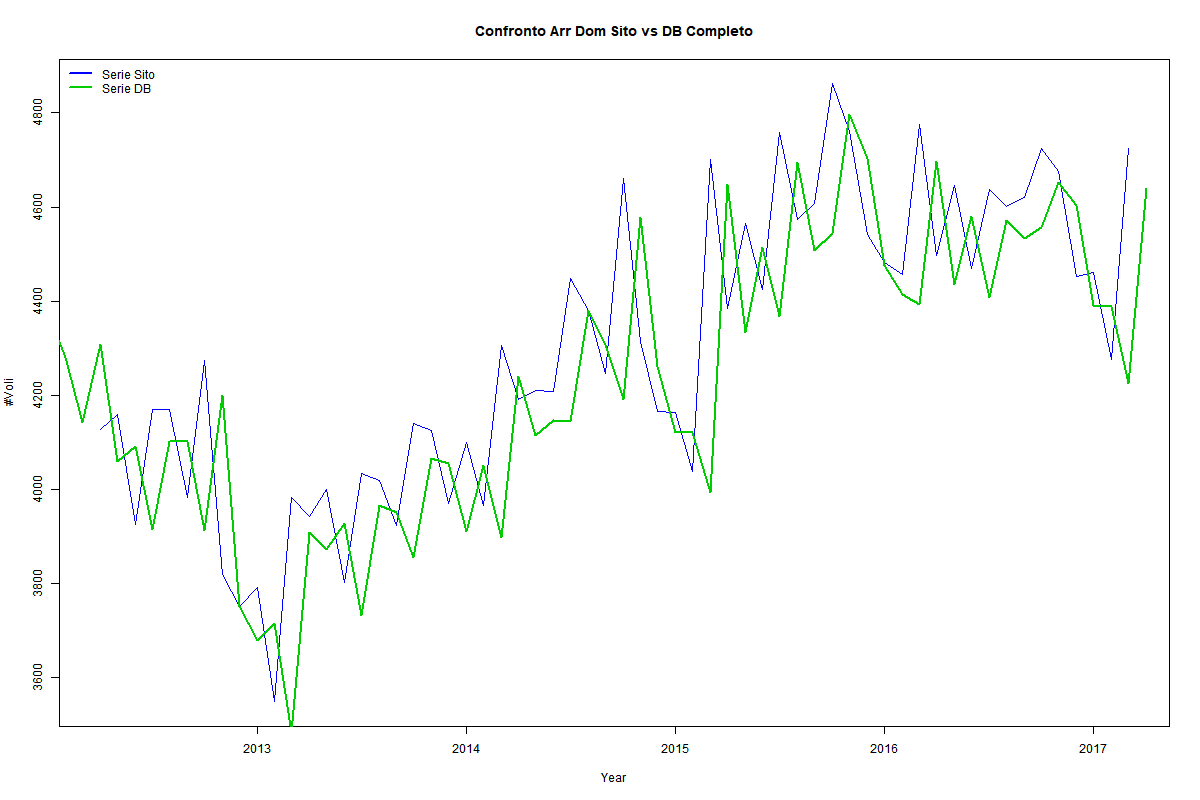 Confronto Arr Dom Sito vs DB Completo
Serie Sito
Serie DB
4800
4600
4400
4200
4000
3800
3600
#Voli
2013 2014 2015 2016 2017
Year